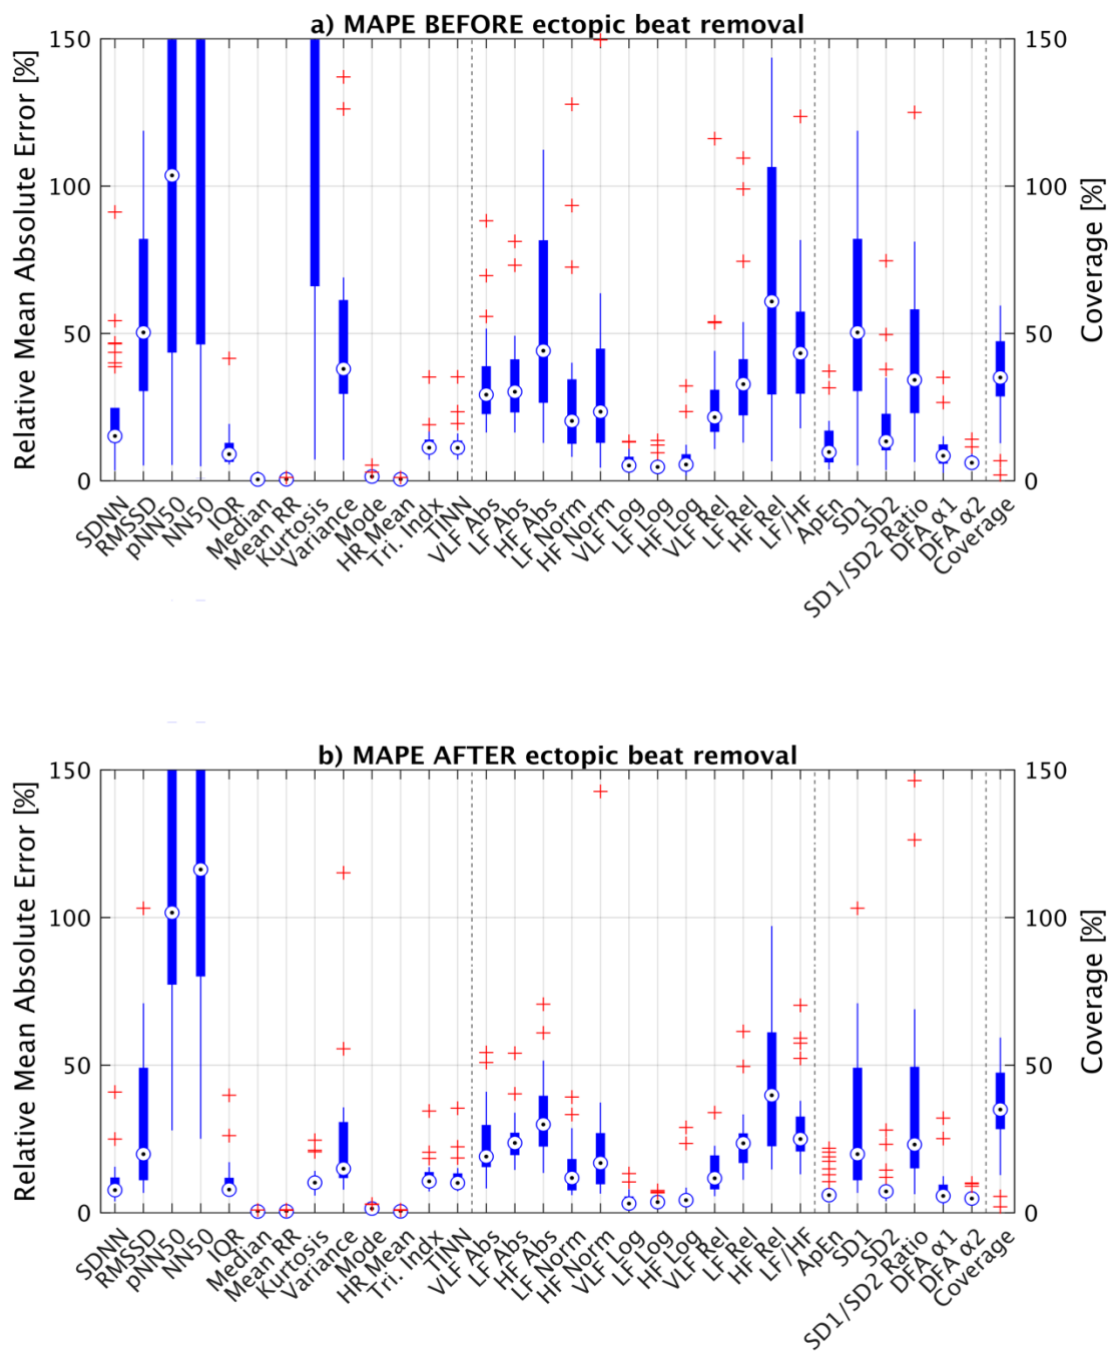 a) MAPE BEFORE ectopic beat removal
Relative Mean Absolute Error [%]
150
100
50
0
150
100
50
0
Coverage [%]
SDNN
RMSSD
pNN50
NN50
IQR
Median
Mean RR
Kurtosis
Variance
Mode
HR Mean
Tri. Indx
TINN
VLF Abs
LF Abs
HF Abs
LF Norm
HF Norm
VLF Log
LF Log
HF Log
VLF Rel
LF Rel
HF Rel
LF/HF
ApEn
SD1
SD2
SD1/SD2 Ratio
DFA α1
DFA α2
Coverage
b) MAPE AFTER ectopic beat removal
Relative Mean Absolute Error [%]
150
100
50
0
150
100
50
0
Coverage [%]
SDNN
RMSSD
pNN50
NN50
IQR
Median
Mean RR
Kurtosis
Variance
Mode
HR Mean
Tri. Indx
TINN
VLF Abs
LF Abs
HF Abs
LF Norm
HF Norm
VLF Log
LF Log
HF Log
VLF Rel
LF Rel
HF Rel
LF/HF
ApEn
SD1
SD2
SD1/SD2 Ratio
DFA α1
DFA α2
Coverage